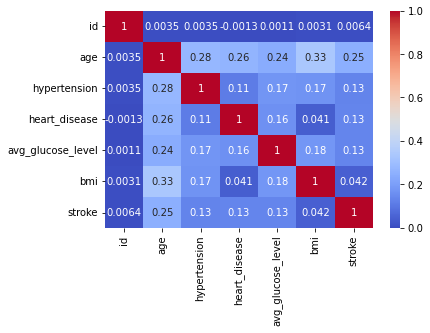 id 1 0.0035 0.0035 -0.0013 0.0011 0.0031 0.0064
age 0.0035 1 0.28 0.26 0.24 0.33 0.25
hypertension 0.0035 0.28 1 0.11 0.17 0.17 0.13
heart_disease -0.0013 0.26 0.11 1 0.16 0.041 0.13
avg_glucose_level 0.0011 0.24 0.17 0.16 1 0.18 0.13
bmi 0.0031 0.33 0.17 0.041 0.18 1 0.042
stroke 0.0064 0.25 0.13 0.13 0.13 0.042 1
id age hypertension heart_disease avg_glucose_level bmi stroke
1.0
0.8
0.6
0.4
0.2
0.0